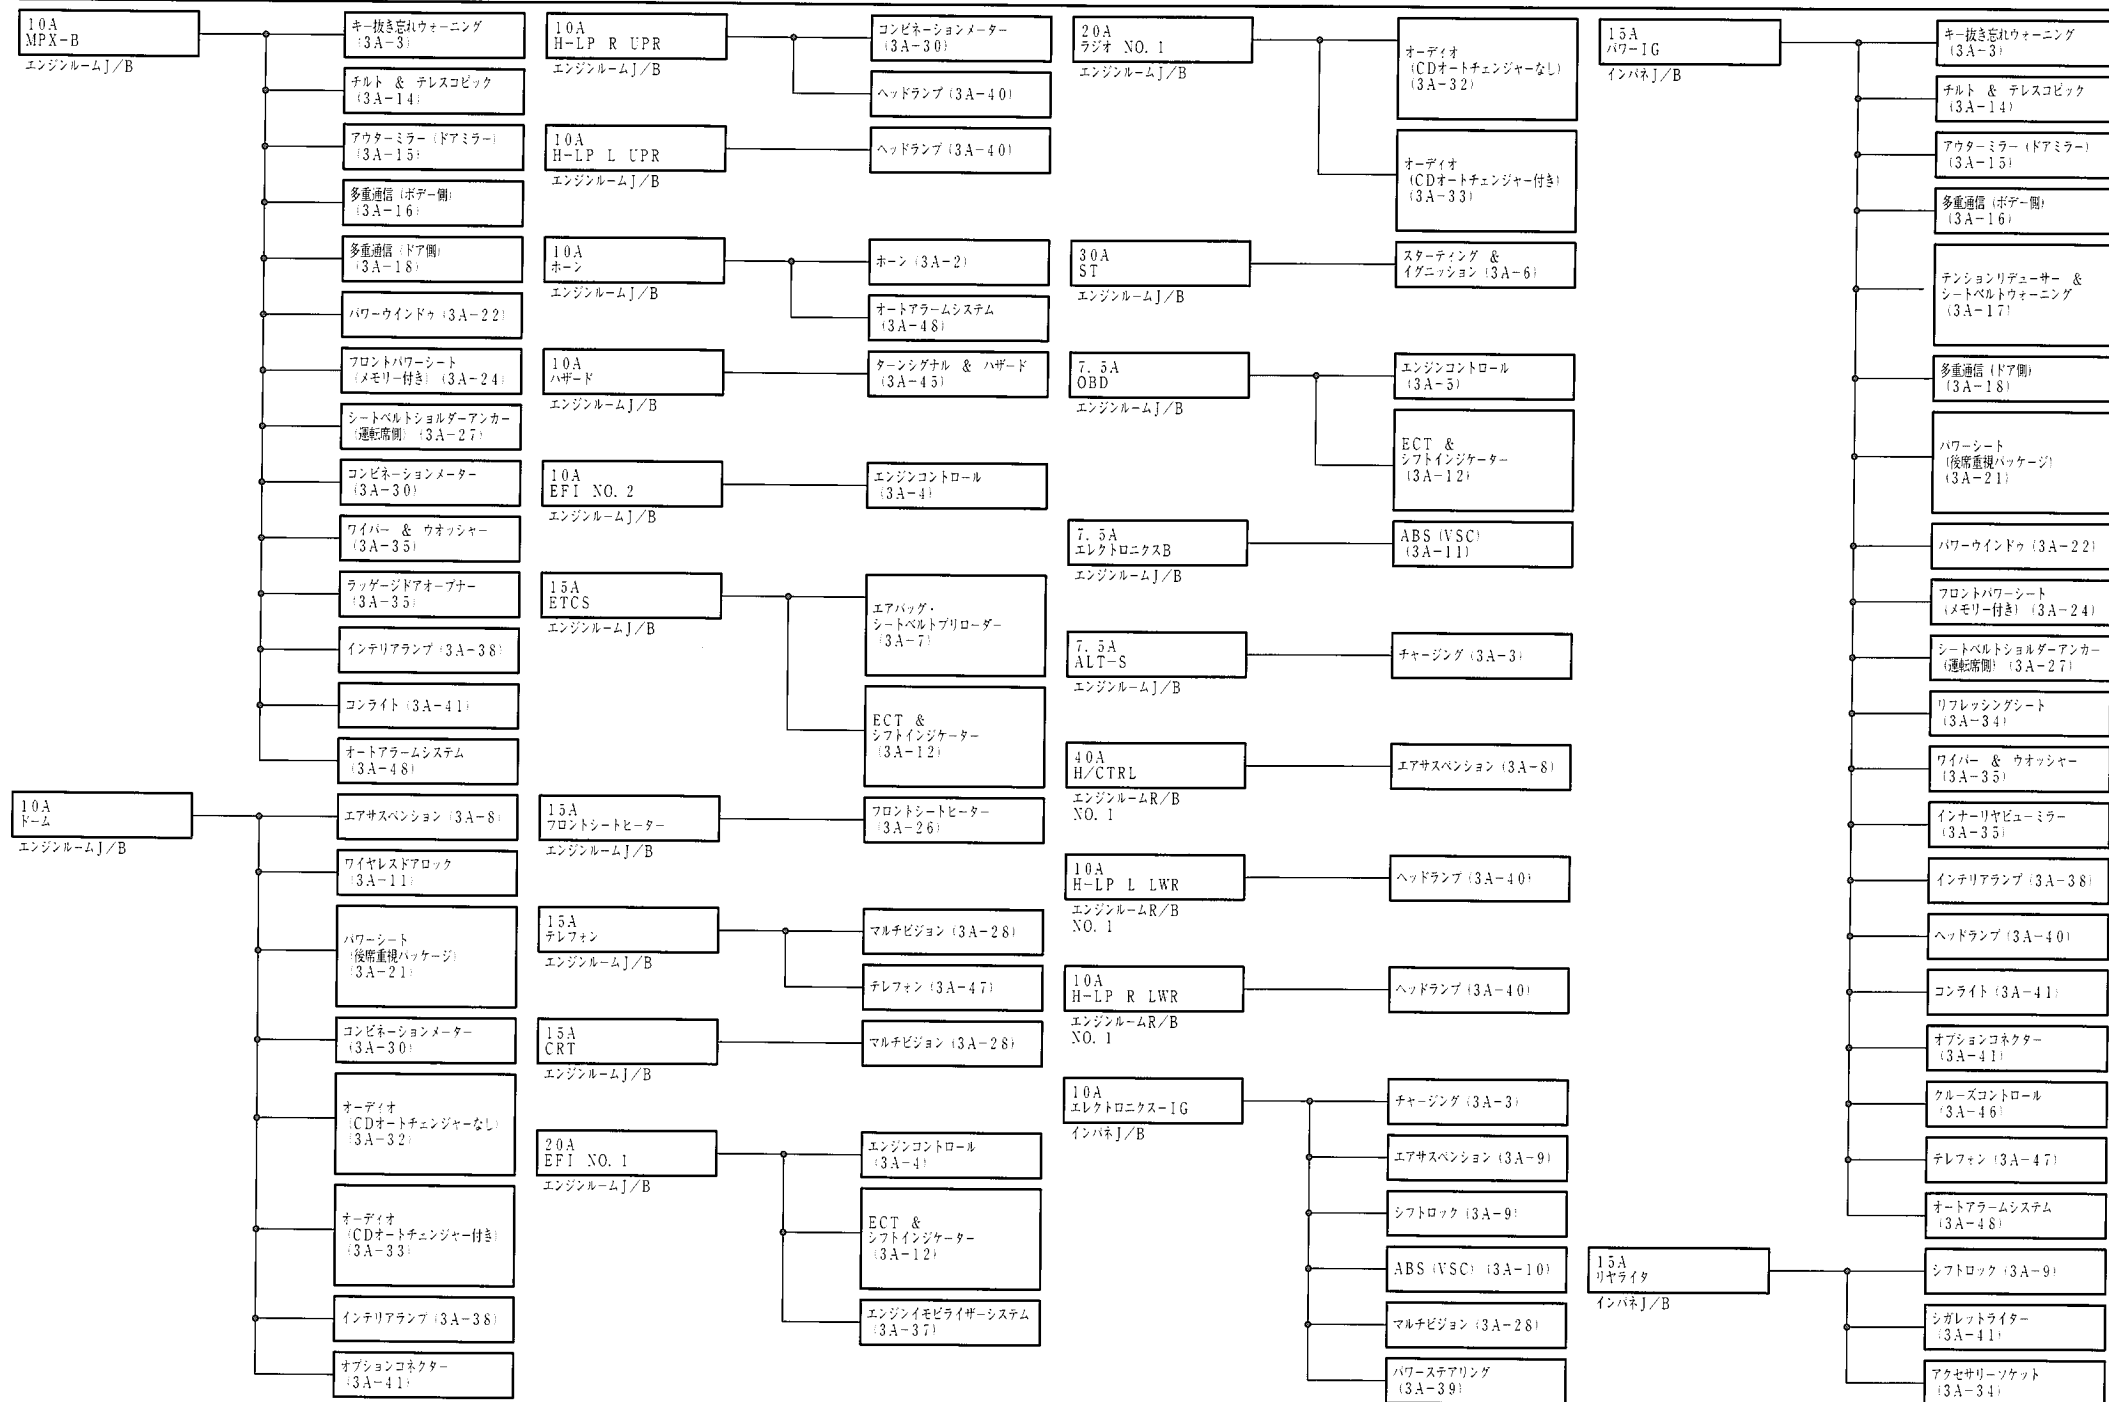 10A
MPX-B
エンジンルームJ/B
キー抜き忘れウォーニング
(3A-3)
チルト & テレスコピック
(3A-14)
アウターミラー(ドアミラー)
(3A-15)
多重通信(ボデー側)
(3A-16)
多重通信(ドア側)
(3A-18)
パワーウインドゥ(3A-22)
フロントパワーシート
(メモリー付き)(3A-24)
シートベルトショルダーアンカー
(運転席側)(3A-27)
コンビネーションメーター
(3A-30)
ワイパー & ウオッシャー
(3A-35)
ラッゲージドアオープナー
(3A-35)
インテリアランプ(3A-38)
コンライト(3A-41)
オートアラームシステム
(3A-48)
10A
ドーム
エンジンルームJ/B
エアサスペンション(3A-8)
ワイヤレスドアロック
(3A-11)
パワーシート
(後席重視パッケージ)
(3A-21)
コンビネーションメーター
(3A-30)
オーディオ
(CDオートチェンジャーなし)
(3A-32)
オーディオ
(CDオートチェンジャー付き)
(3A-33)
インテリアランプ(3A-38)
オプションコネクター
(3A-41)
10A
H-LP R UPR
エンジンルームJ/B
コンビネーションメーター
(3A-30)
ヘッドランプ(3A-40)
10A
H-LP L UPR
エンジンルームJ/B
ヘッドランプ(3A-40)
10A
ホーン
エンジンルームJ/B
ホーン(3A-2)
オートアラームシステム
(3A-48)
10A
ハザード
エンジンルームJ/B
ターンシグナル & ハザード
(3A-45)
10A
EFI NO.2
エンジンルームJ/B
エンジンコントロール
(3A-4)
15A
ETCS
エンジンルームJ/B
エアバッグ・
シートベルトプリローダー
(3A-7)
ECT &
シフトインジケーター
(3A-12)
15A
フロントシートヒーター
エンジンルームJ/B
フロントシートヒーター
(3A-26)
15A
テレフォン
エンジンルームJ/B
マルチビジョン(3A-28)
テレフォン(3A-47)
15A
CRT
エンジンルームJ/B
マルチビジョン(3A-28)
20A
EFI NO.1
エンジンルームJ/B
エンジンコントロール
(3A-4)
ECT &
シフトインジケーター
(3A-12)
エンジンイモビライザーシステム
(3A-37)
20A
ラジオ NO.1
エンジンルームJ/B
オーディオ
(CDオートチェンジャーなし)
(3A-32)
オーディオ
(CDオートチェンジャー付き)
(3A-33)
30A
ST
エンジンルームJ/B
スターティング &
イグニッション(3A-6)
7.5A
OBD
エンジンルームJ/B
エンジンコントロール
(3A-5)
ECT &
シフトインジケーター
(3A-12)
7.5A
エレクトロニクスB
エンジンルームJ/B
ABS(VSC)
(3A-11)
7.5A
ALT-S
エンジンルームJ/B
チャージング(3A-3)
40A
H/CTRL
エンジンルームR/B
NO.1
エアサスペンション(3A-8)
10A
H-LP L LWR
エンジンルームR/B
NO.1
ヘッドランプ(3A-40)
10A
H-LP R LWR
エンジンルームR/B
NO.1
ヘッドランプ(3A-40)
10A
エレクトロニクス-IG
インパネJ/B
チャージング(3A-3)
エアサスペンション(3A-9)
シフトロック(3A-9)
ABS(VSC)(3A-10)
マルチビジョン(3A-28)
パワーステアリング
(3A-39)
15A
パワーIG
インパネJ/B
キー抜き忘れウォーニング
(3A-3)
チルト & テレスコピック
(3A-14)
アウターミラー(ドアミラー)
(3A-15)
多重通信(ボデー側)
(3A-16)
テンションリデューサー &
シートベルトウォーニング
(3A-17)
多重通信(ドア側)
(3A-18)
パワーシート
(後席重視パッケージ)
(3A-21)
パワーウインドゥ(3A-22)
フロントパワーシート
(メモリー付き)(3A-24)
シートベルトショルダーアンカー
(運転席側)(3A-27)
リフレッシングシート
(3A-34)
ワイパー & ウオッシャー
(3A-35)
インナーリヤビューミラー
(3A-35)
インテリアランプ(3A-38)
ヘッドランプ(3A-40)
コンライト(3A-41)
オプションコネクター
(3A-41)
クルーズコントロール
(3A-46)
テレフォン(3A-47)
オートアラームシステム
(3A-48)
15A
リヤライタ
インパネJ/B
シフトロック(3A-9)
シガレットライター
(3A-41)
アクセサリーソケット
(3A-34)